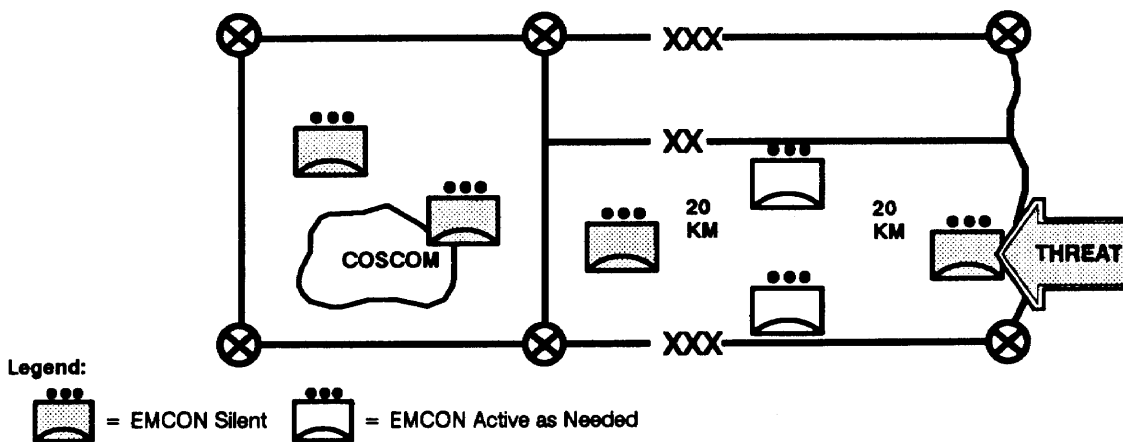 XXX
XX
20
KM
20
KM
COSCOM
THREAT
XXX
Legend:
= EMCON Silent
= EMCON Active as Needed